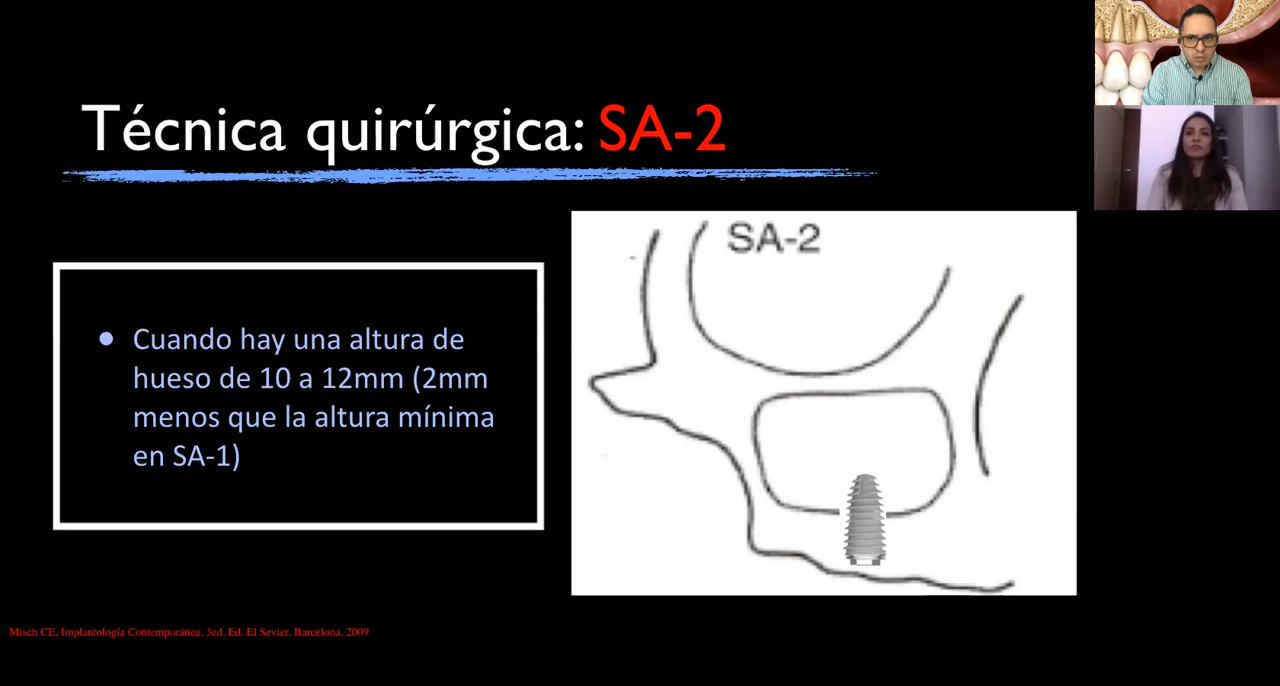 Técnica quirúrgica: SA-2
SA-2
● Cuando hay una altura de
hueso de 10 a 12mm (2mm
menos que la altura mínima
en SA-1)
Misch CE, Implantología Contemporánea, 3ed, Ed. El Sevier, Barcelona, 2009